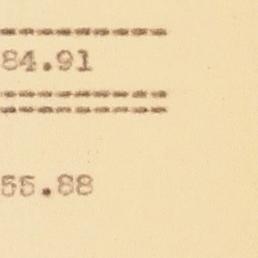 ----------
84.91
==========
55.88